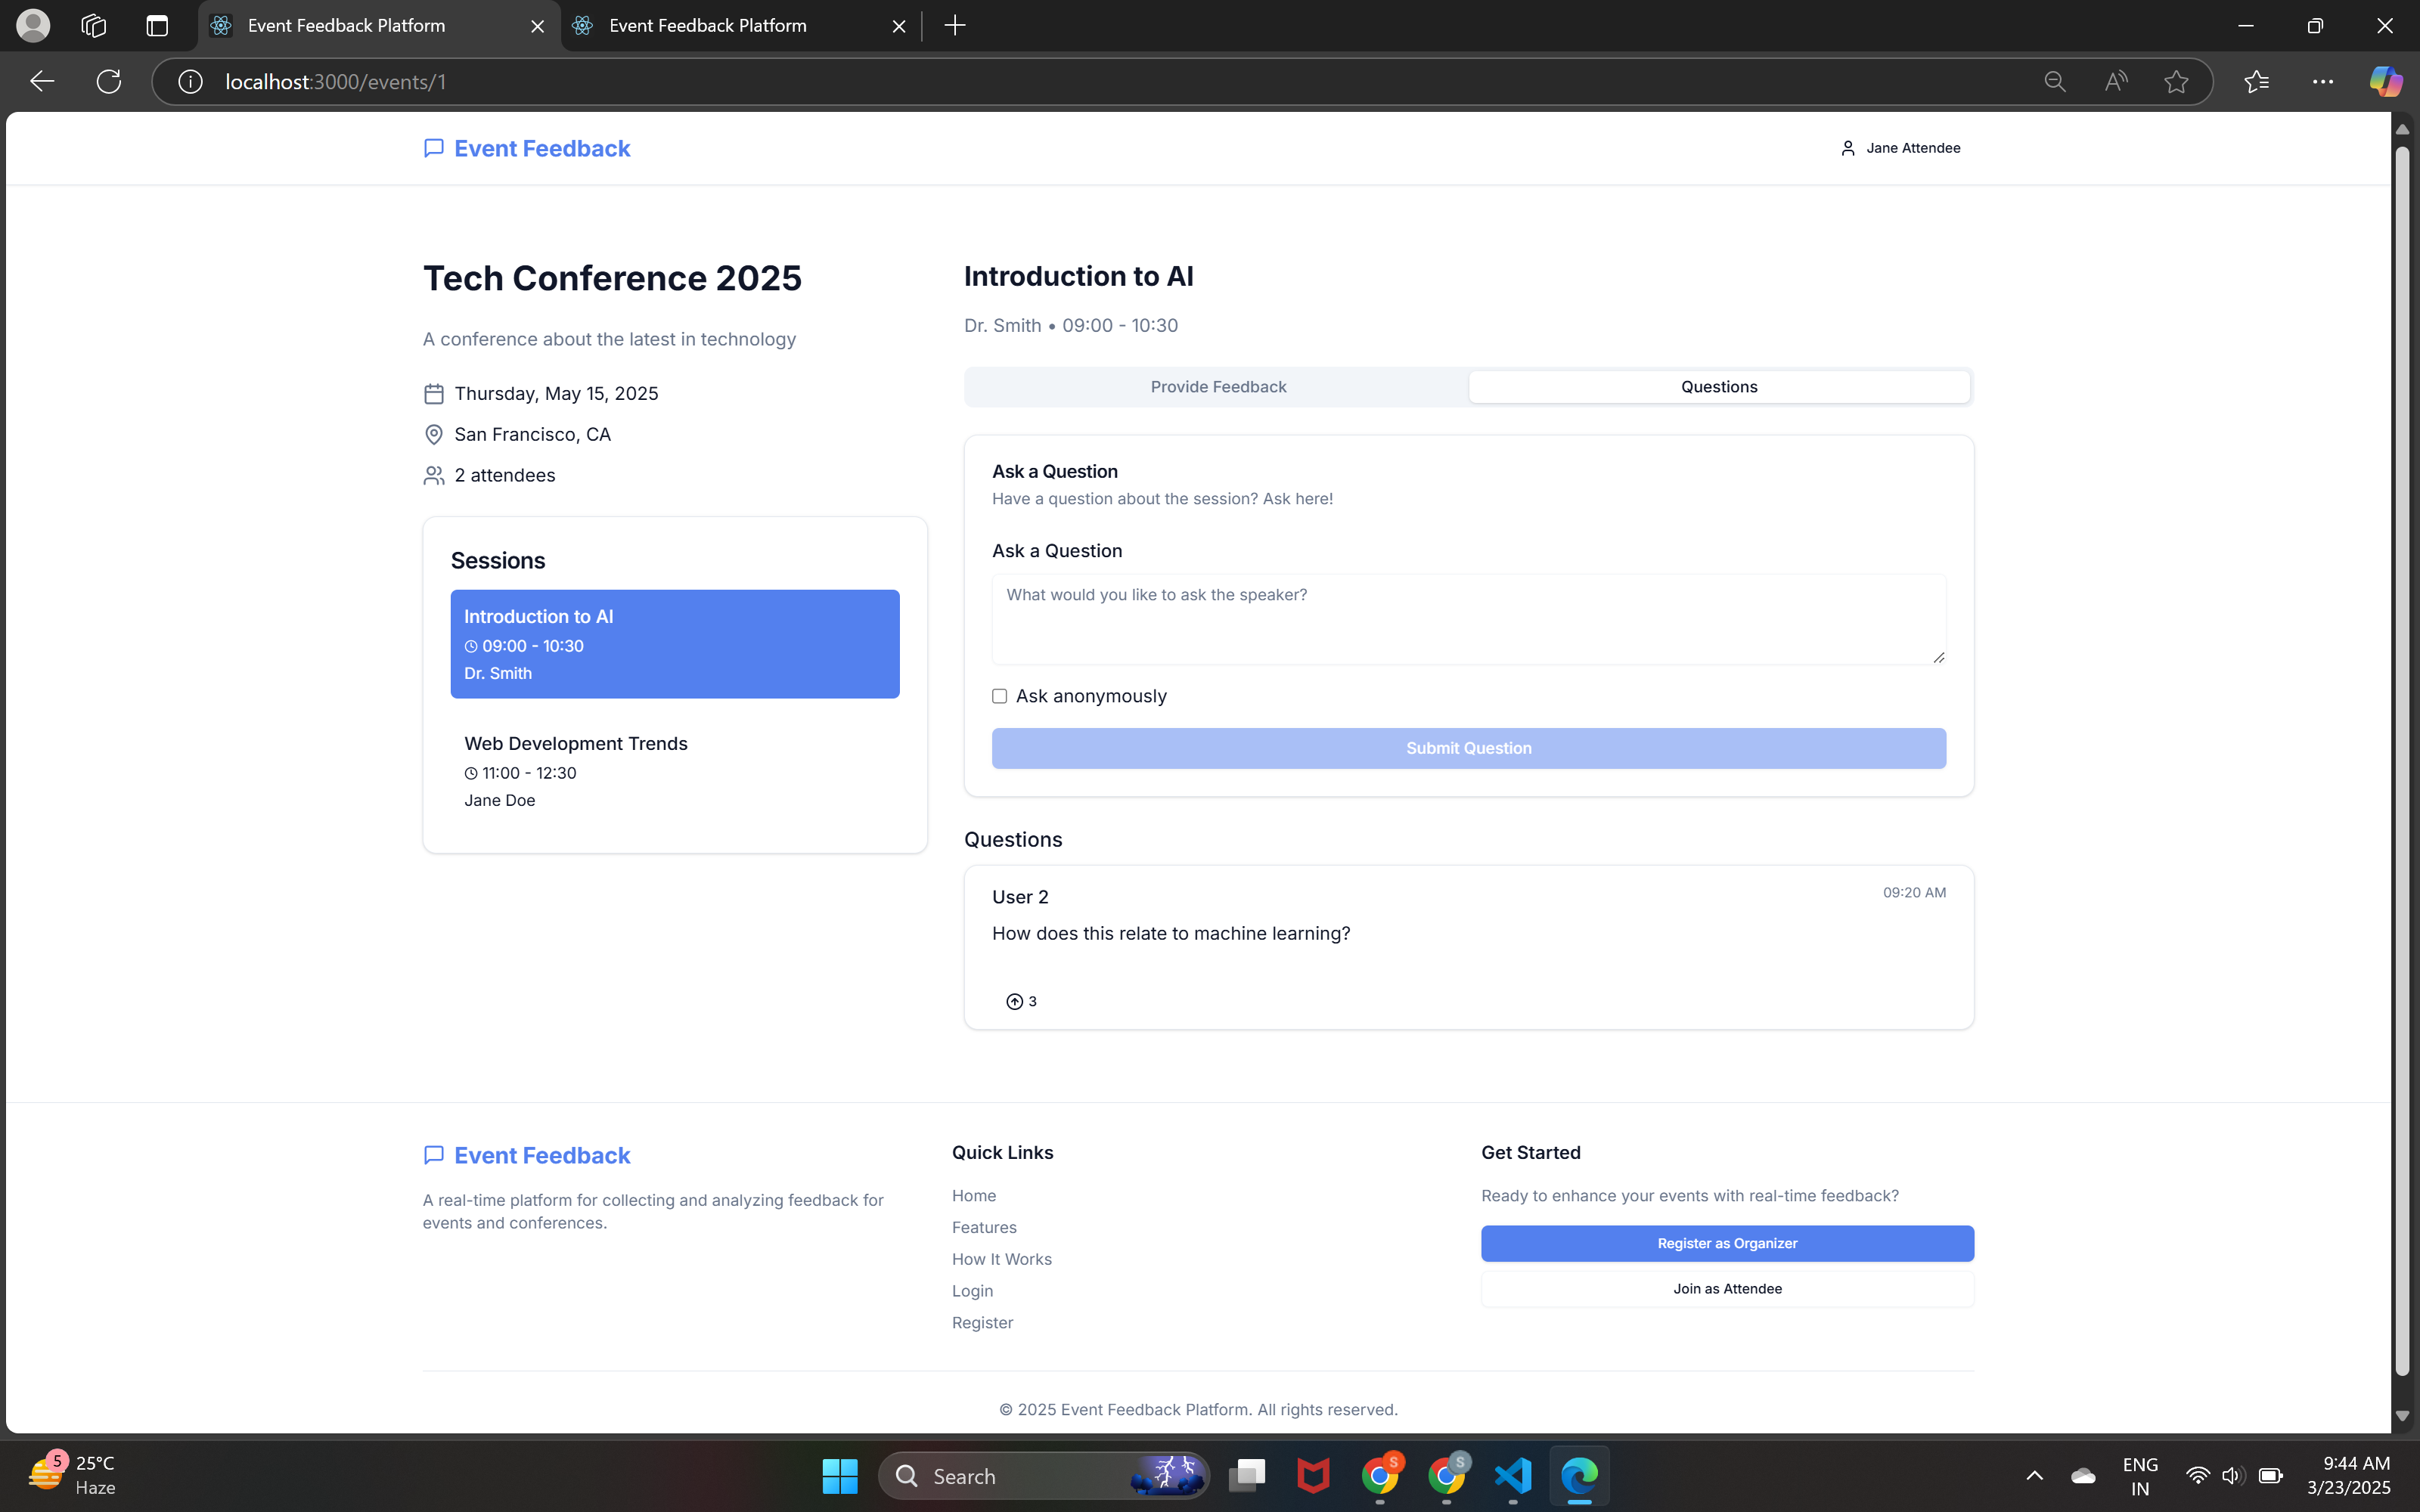 Event Feedback Platform
Event Feedback Platform
localhost:3000/events/1
Event Feedback
Jane Attendee
Tech Conference 2025
A conference about the latest in technology
Thursday, May 15, 2025
San Francisco, CA
2 attendees
Sessions
Introduction to AI
09:00 - 10:30
Dr. Smith
Web Development Trends
11:00 - 12:30
Jane Doe
Introduction to AI
Dr. Smith • 09:00 - 10:30
Provide Feedback
Questions
Ask a Question
Have a question about the session? Ask here!
Ask a Question
What would you like to ask the speaker?
Ask anonymously
Submit Question
Questions
User 2
09:20 AM
How does this relate to machine learning?
3
Event Feedback
A real-time platform for collecting and analyzing feedback for
events and conferences.
Quick Links
Home
Features
How It Works
Login
Register
Get Started
Ready to enhance your events with real-time feedback?
Register as Organizer
Join as Attendee
© 2025 Event Feedback Platform. All rights reserved.
5
25°C
Haze
Search
S
S
ENG
IN
9:44 AM
3/23/2025